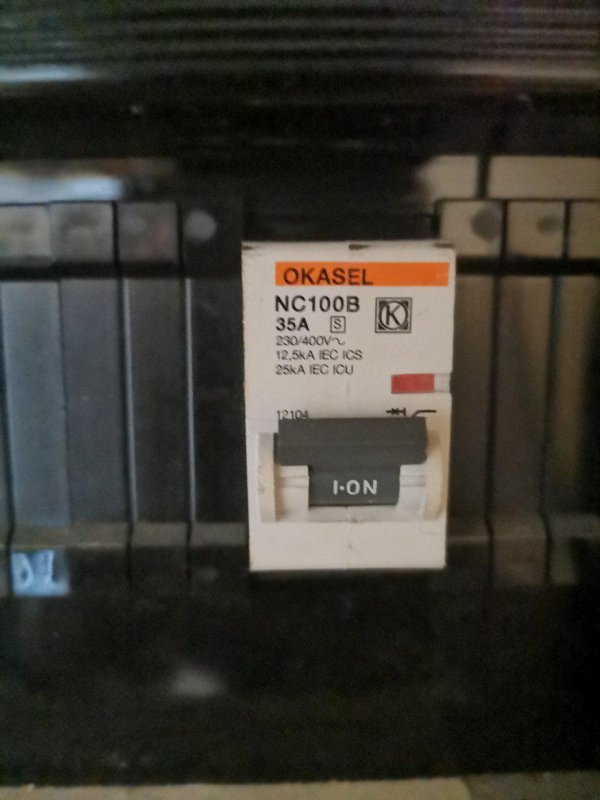 OKASEL
NC100B
35A S
K
230/400V~
12,5kA IEC ICS
25kA IEC ICU
12104
I·ON